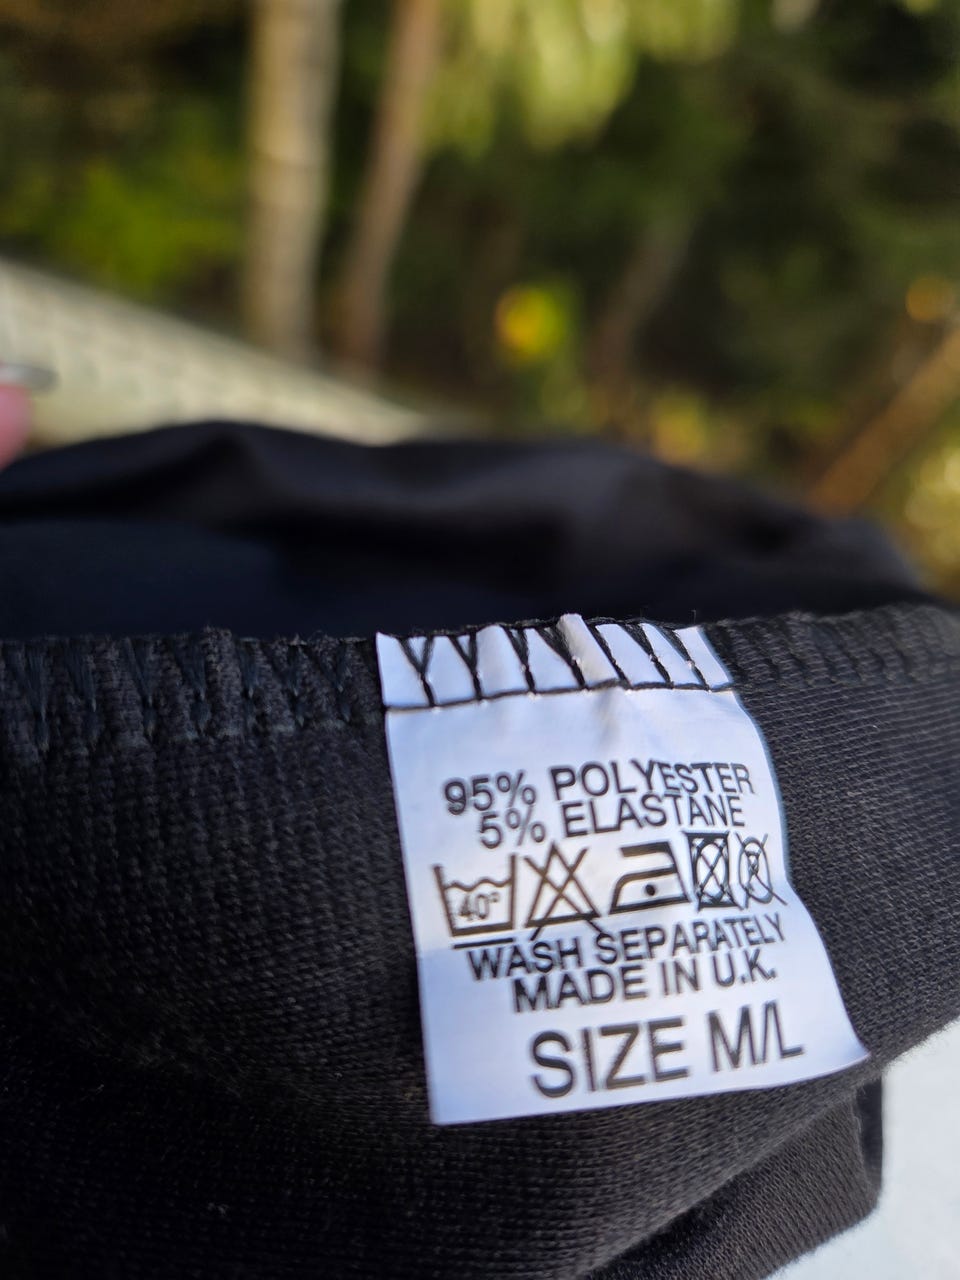 95% POLYESTER
5% ELASTANE
40°
WASH SEPARATELY
MADE IN U.K.
SIZE M/L